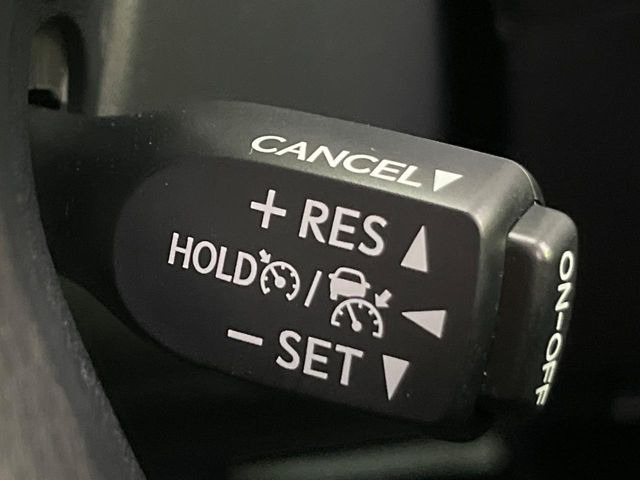 CANCEL ▼
+ RES ▲
HOLD / ◀
− SET ▼
ON-OFF